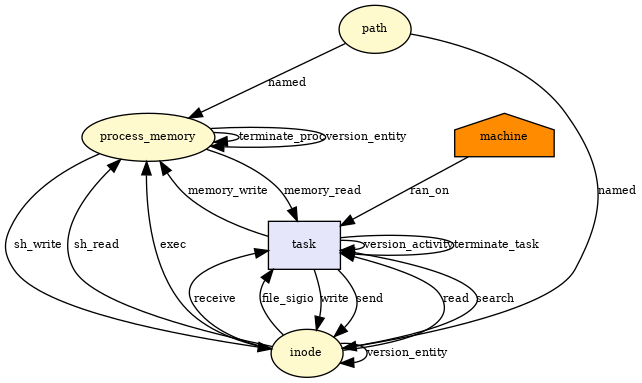 path
named
process_memory
machine
terminate_proc
version_entity
memory_write
memory_read
ran_on
named
sh_write
sh_read
exec
task
version_activity
terminate_task
receive
file_sigio
write
send
read
search
inode
version_entity